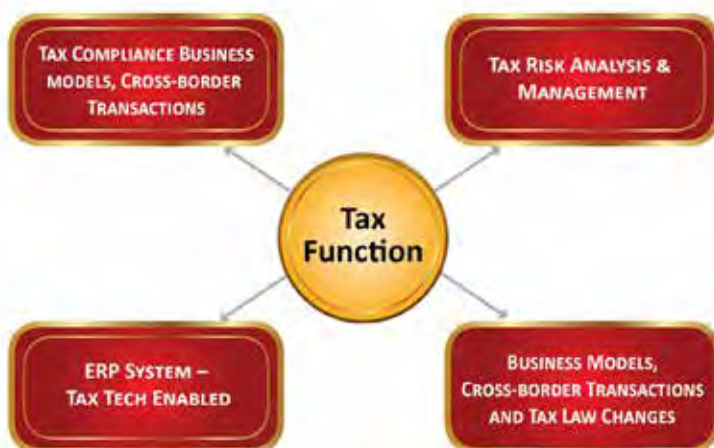 TAX COMPLIANCE BUSINESS
MODELS, CROSS-BORDER
TRANSACTIONS
TAX RISK ANALYSIS &
MANAGEMENT
Tax
Function
ERP SYSTEM –
TAX TECH ENABLED
BUSINESS MODELS,
CROSS-BORDER TRANSACTIONS
AND TAX LAW CHANGES